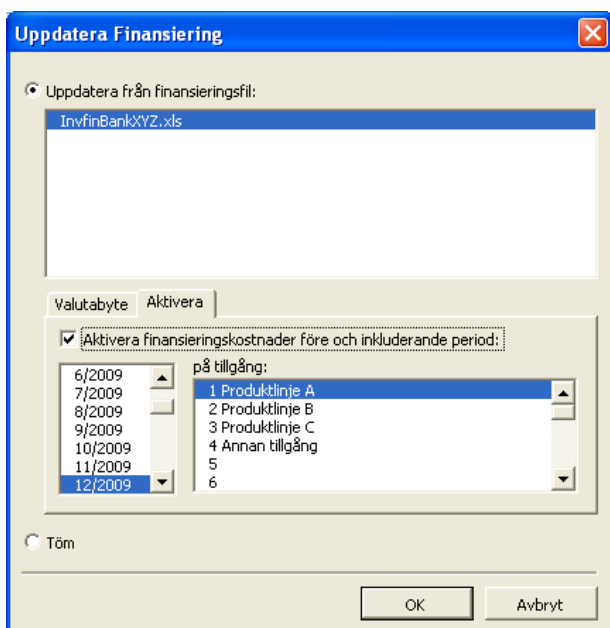 Uppdatera Finansiering
Uppdatera från finansieringsfil:
InvfinBankXYZ.xls
Valutabyte Aktivera
Aktivera finansieringskostnader före och inkluderande period:
på tillgång:
6/2009
7/2009
8/2009
9/2009
10/2009
11/2009
12/2009
1 Produktlinje A
2 Produktlinje B
3 Produktlinje C
4 Annan tillgång
5
6
Töm
OK Avbryt